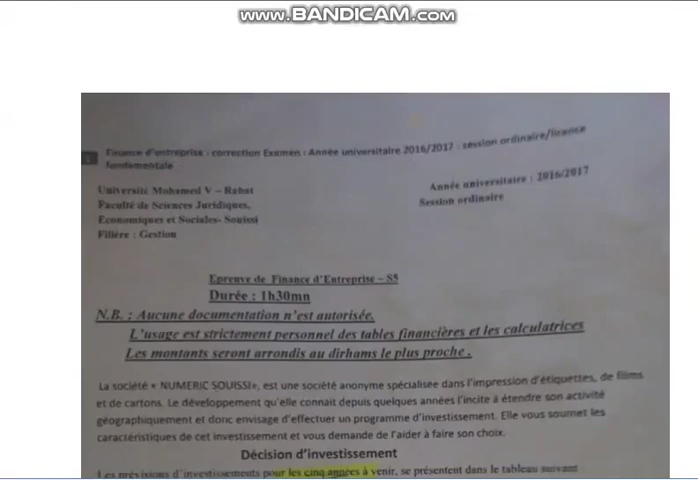 www.BANDICAM.com
Finance d'entreprise : correction Examen : Année universitaire 2016/2017 : session ordinaire/licence
fondamentale
Université Mohamed V – Rabat
Faculté de Sciences Juridiques,
Economiques et Sociales- Souissi
Filière : Gestion
Année universitaire : 2016/2017
Session ordinaire
Epreuve de Finance d'Entreprise – S5
Durée : 1h30mn
N.B. : Aucune documentation n'est autorisée.
L'usage est strictement personnel des tables financières et les calculatrices
Les montants seront arrondis au dirhams le plus proche .
La société « NUMERIC SOUISSI», est une société anonyme spécialisée dans l'impression d'étiquettes, de films
et de cartons. Le développement qu'elle connait depuis quelques années l'incite à étendre son activité
géographiquement et donc envisage d'effectuer un programme d'investissement. Elle vous soumet les
caractéristiques de cet investissement et vous demande de l'aider à faire son choix.
Décision d'investissement
Les prévisions d'investissements pour les cinq années à venir, se présentent dans le tableau suivant